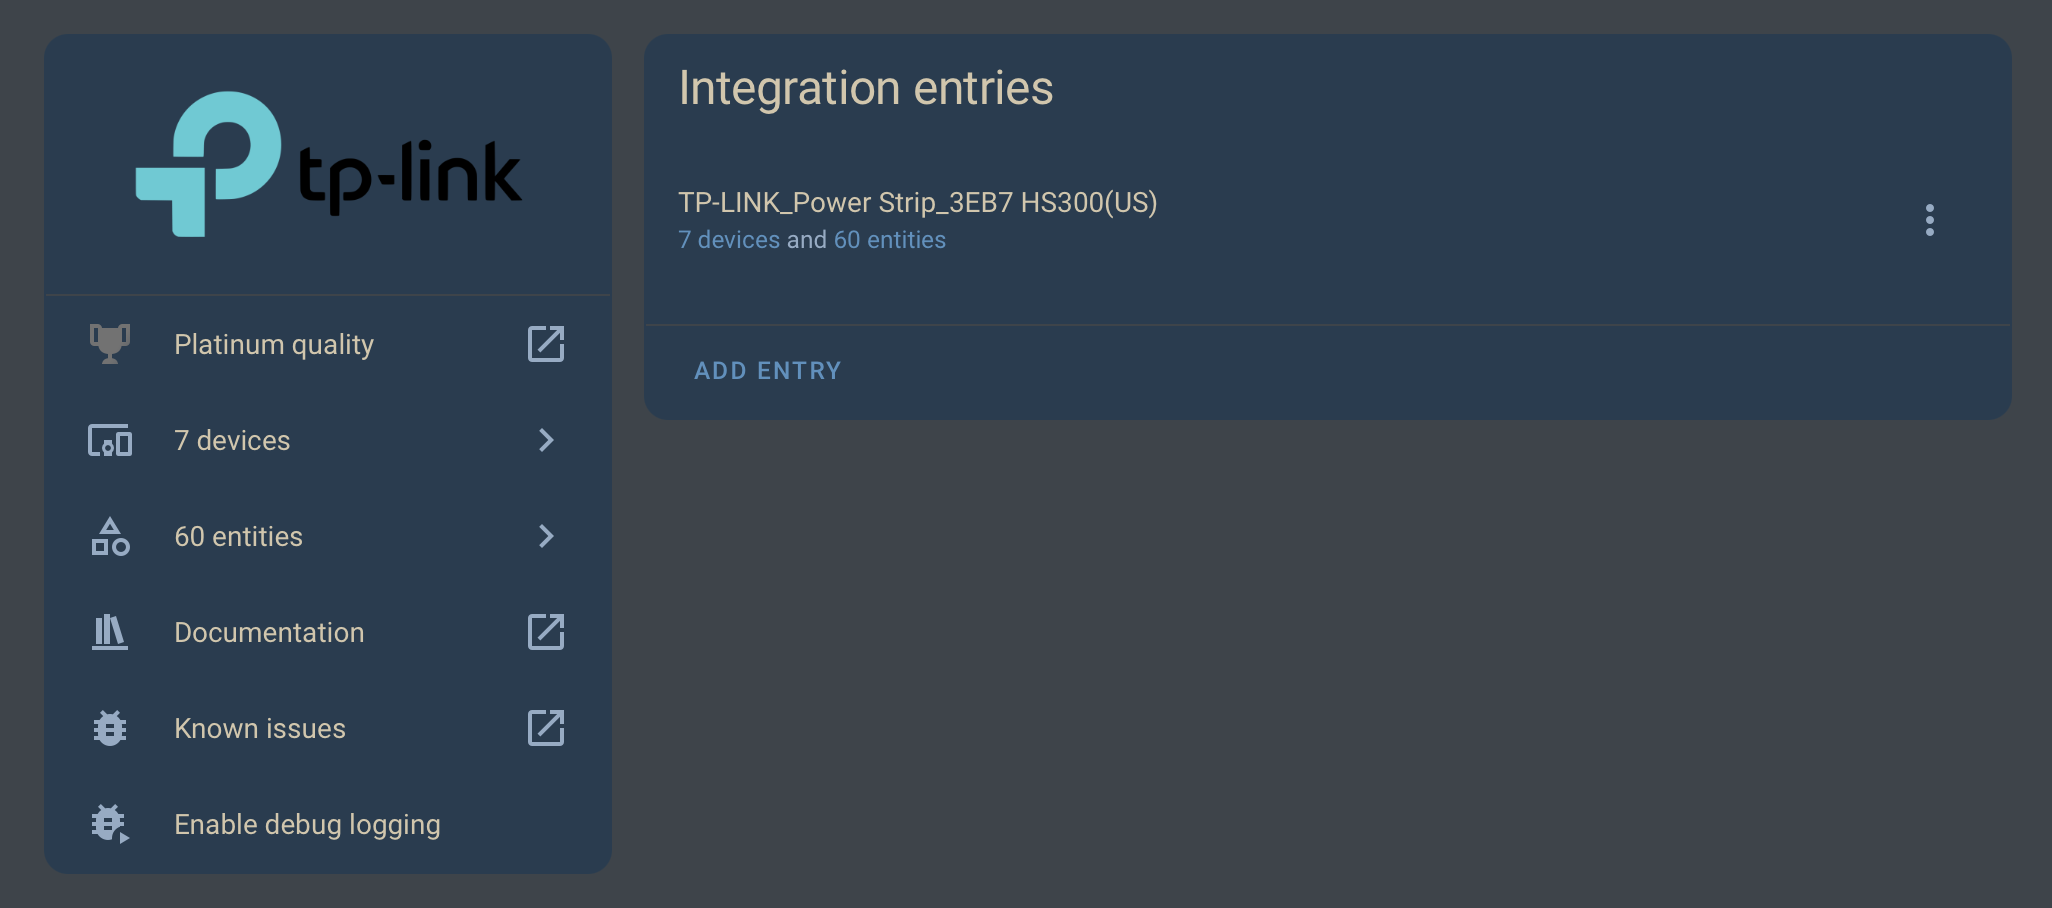 tp-link
Platinum quality
7 devices
60 entities
Documentation
Known issues
Enable debug logging
Integration entries
TP-LINK_Power Strip_3EB7 HS300(US)
7 devices and 60 entities
ADD ENTRY